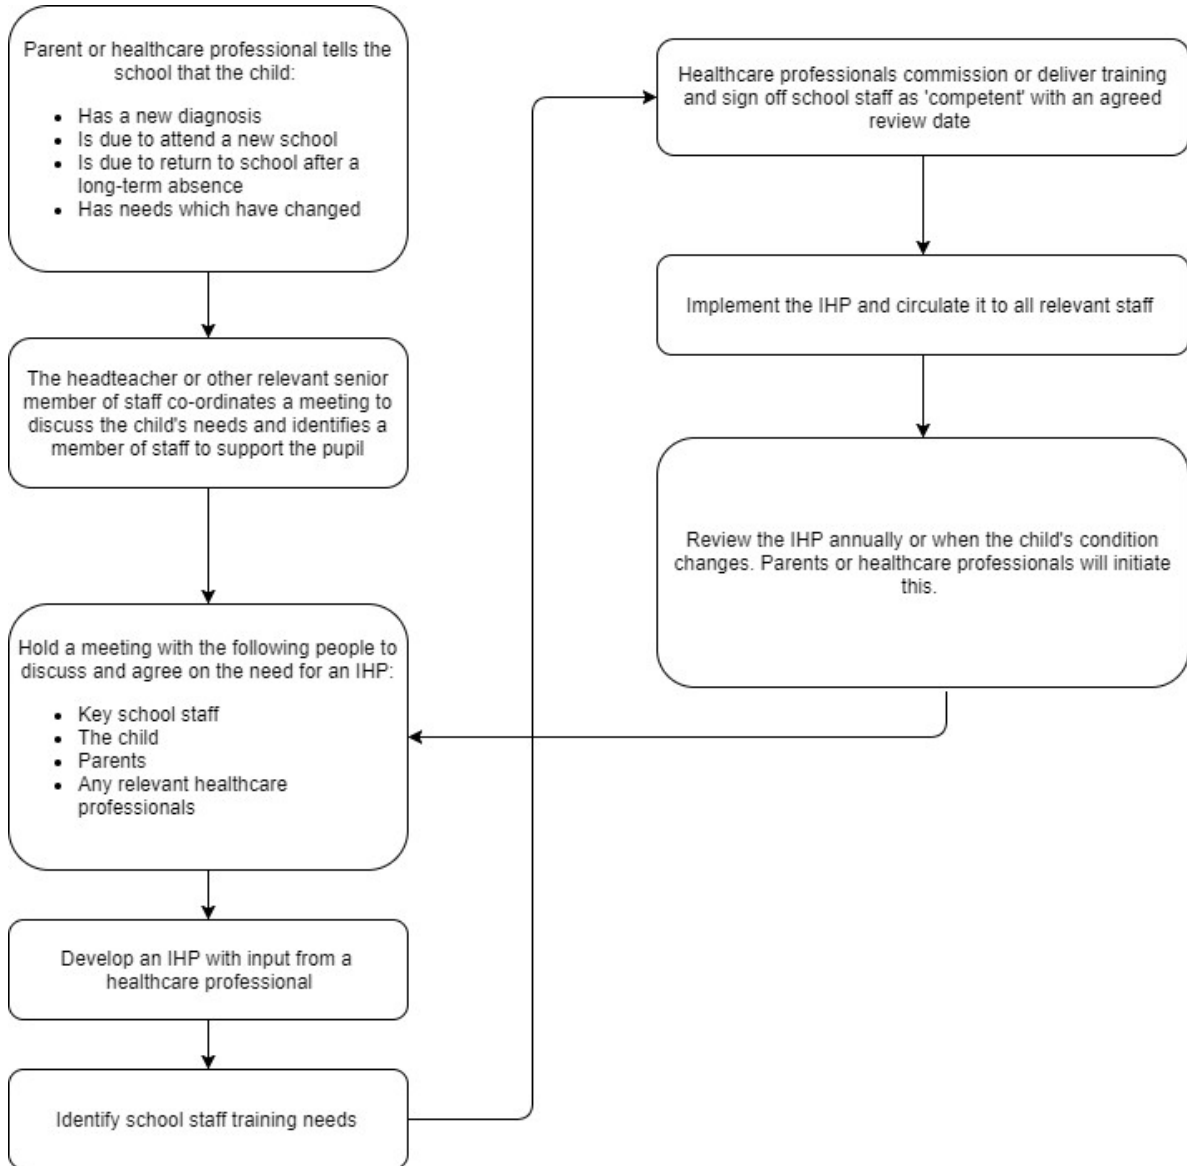 Parent or healthcare professional tells the
school that the child:
• Has a new diagnosis
• Is due to attend a new school
• Is due to return to school after a
long-term absence
• Has needs which have changed
The headteacher or other relevant senior
member of staff co-ordinates a meeting to
discuss the child's needs and identifies a
member of staff to support the pupil
Hold a meeting with the following people to
discuss and agree on the need for an IHP:
• Key school staff
• The child
• Parents
• Any relevant healthcare
professionals
Develop an IHP with input from a
healthcare professional
Identify school staff training needs
Healthcare professionals commission or deliver training
and sign off school staff as 'competent' with an agreed
review date
Implement the IHP and circulate it to all relevant staff
Review the IHP annually or when the child's condition
changes. Parents or healthcare professionals will initiate
this.